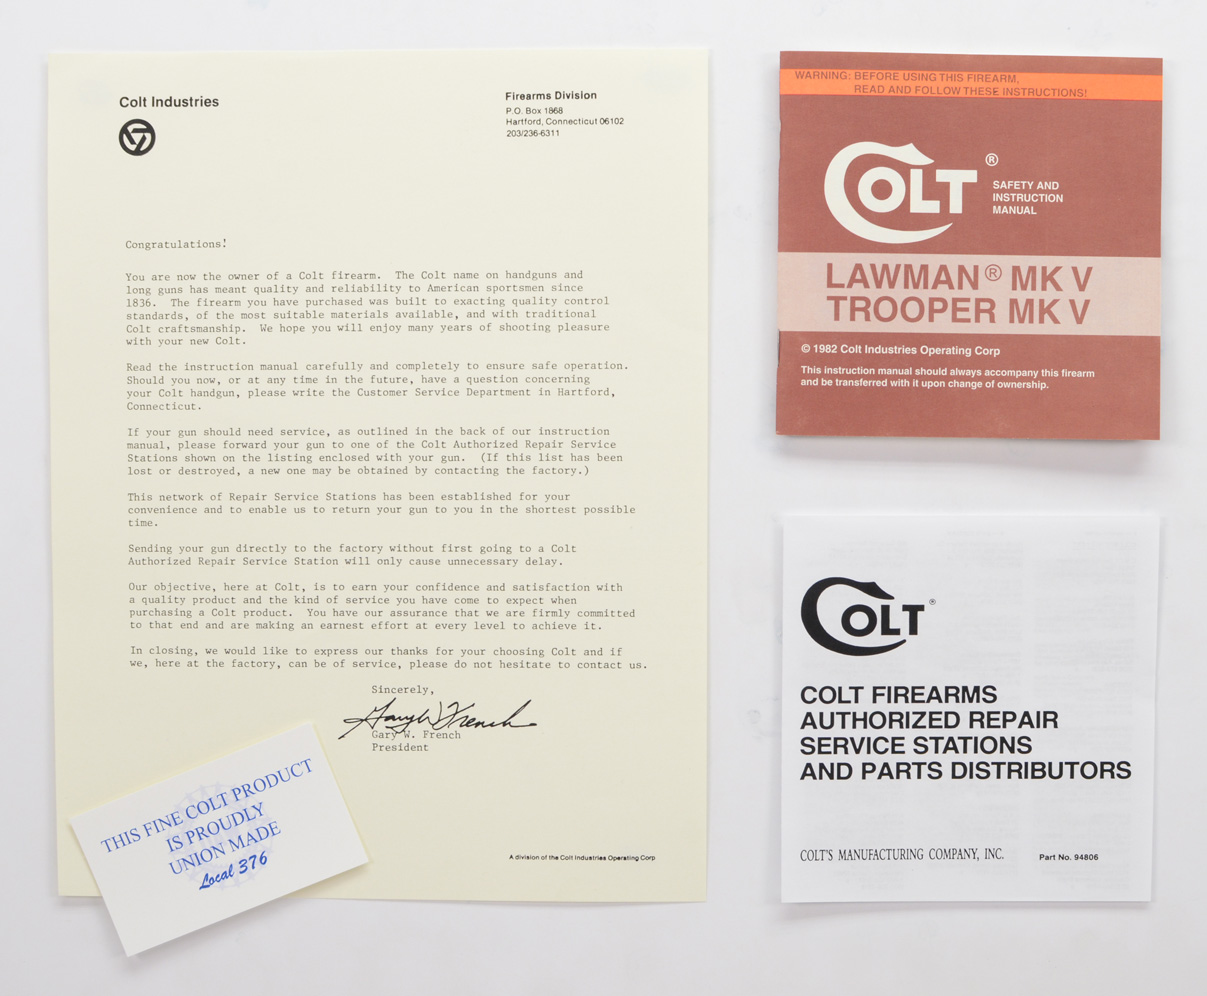 Colt Industries
Firearms Division
P.O. Box 1868
Hartford, Connecticut 06102
203/236-6311
Congratulations!
You are now the owner of a Colt firearm.  The Colt name on handguns and
long guns has meant quality and reliability to American sportsmen since
1836.  The firearm you have purchased was built to exacting quality control
standards, of the most suitable materials available, and with traditional
Colt craftsmanship.  We hope you will enjoy many years of shooting pleasure
with your new Colt.
Read the instruction manual carefully and completely to ensure safe operation.
Should you now, or at any time in the future, have a question concerning
your Colt handgun, please write the Customer Service Department in Hartford,
Connecticut.
If your gun should need service, as outlined in the back of our instruction
manual, please forward your gun to one of the Colt Authorized Repair Service
Stations shown on the listing enclosed with your gun.  (If this list has been
lost or destroyed, a new one may be obtained by contacting the factory.)
This network of Repair Service Stations has been established for your
convenience and to enable us to return your gun to you in the shortest possible
time.
Sending your gun directly to the factory without first going to a Colt
Authorized Repair Service Station will only cause unnecessary delay.
Our objective, here at Colt, is to earn your confidence and satisfaction with
a quality product and the kind of service you have come to expect when
purchasing a Colt product.  You have our assurance that we are firmly committed
to that end and are making an earnest effort at every level to achieve it.
In closing, we would like to express our thanks for your choosing Colt and if
we, here at the factory, can be of service, please do not hesitate to contact us.
Sincerely,
Gary W. French
Gary W. French
President
A division of the Colt Industries Operating Corp
THIS FINE COLT PRODUCT
IS PROUDLY
UNION MADE
Local 376
WARNING: BEFORE USING THIS FIREARM,
READ AND FOLLOW THESE INSTRUCTIONS!
COLT®
SAFETY AND
INSTRUCTION
MANUAL
LAWMAN® MK V
TROOPER MK V
© 1982 Colt Industries Operating Corp
This instruction manual should always accompany this firearm
and be transferred with it upon change of ownership.
COLT®
COLT FIREARMS
AUTHORIZED REPAIR
SERVICE STATIONS
AND PARTS DISTRIBUTORS
COLT'S MANUFACTURING COMPANY, INC.
Part No. 94806